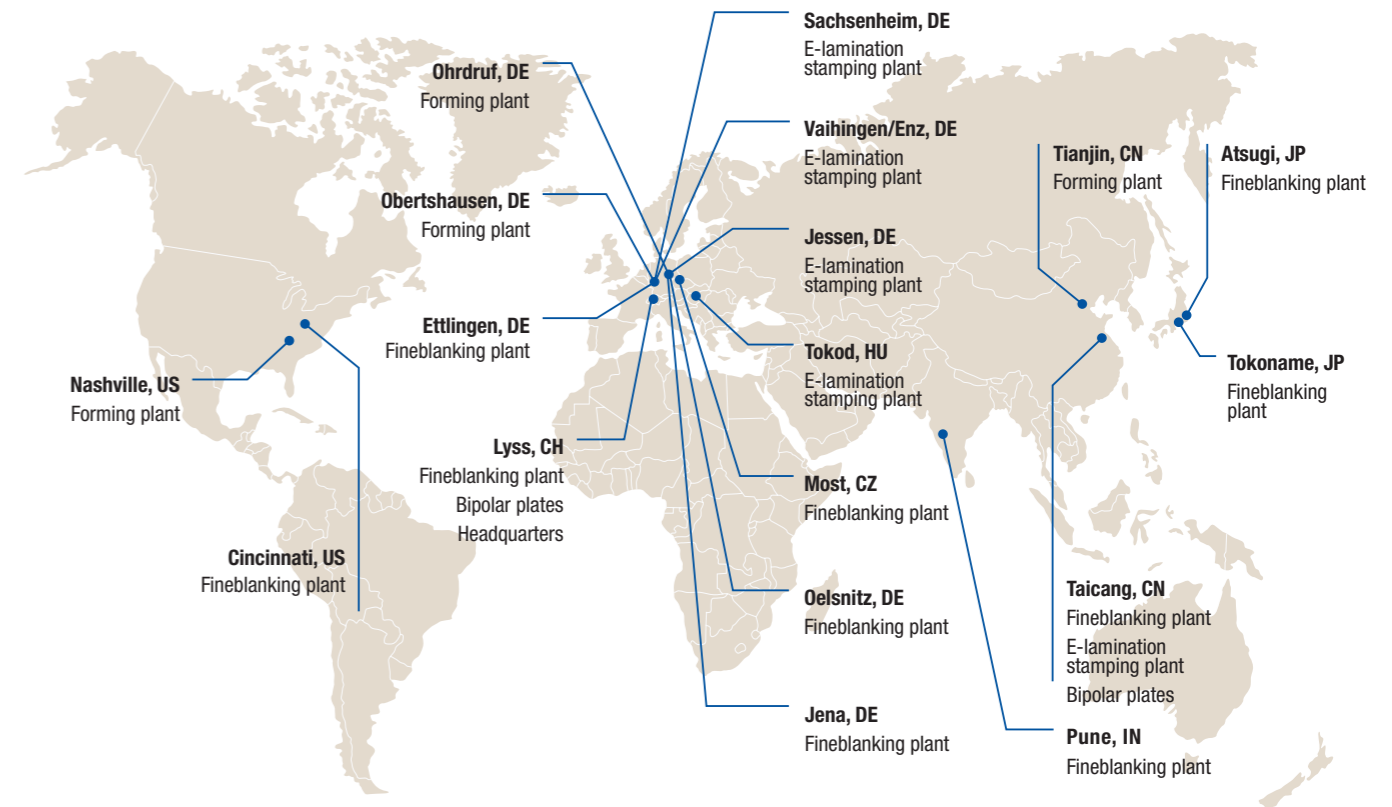 Sachsenheim, DE
E-lamination
stamping plant
Ohrdruf, DE
Forming plant
Vaihingen/Enz, DE
E-lamination
stamping plant
Tianjin, CN
Forming plant
Atsugi, JP
Fineblanking plant
Obertshausen, DE
Forming plant
Jessen, DE
E-lamination
stamping plant
Ettlingen, DE
Fineblanking plant
Tokod, HU
E-lamination
stamping plant
Tokoname, JP
Fineblanking
plant
Nashville, US
Forming plant
Lyss, CH
Fineblanking plant
Bipolar plates
Headquarters
Most, CZ
Fineblanking plant
Cincinnati, US
Fineblanking plant
Oelsnitz, DE
Fineblanking plant
Taicang, CN
Fineblanking plant
E-lamination
stamping plant
Bipolar plates
Jena, DE
Fineblanking plant
Pune, IN
Fineblanking plant